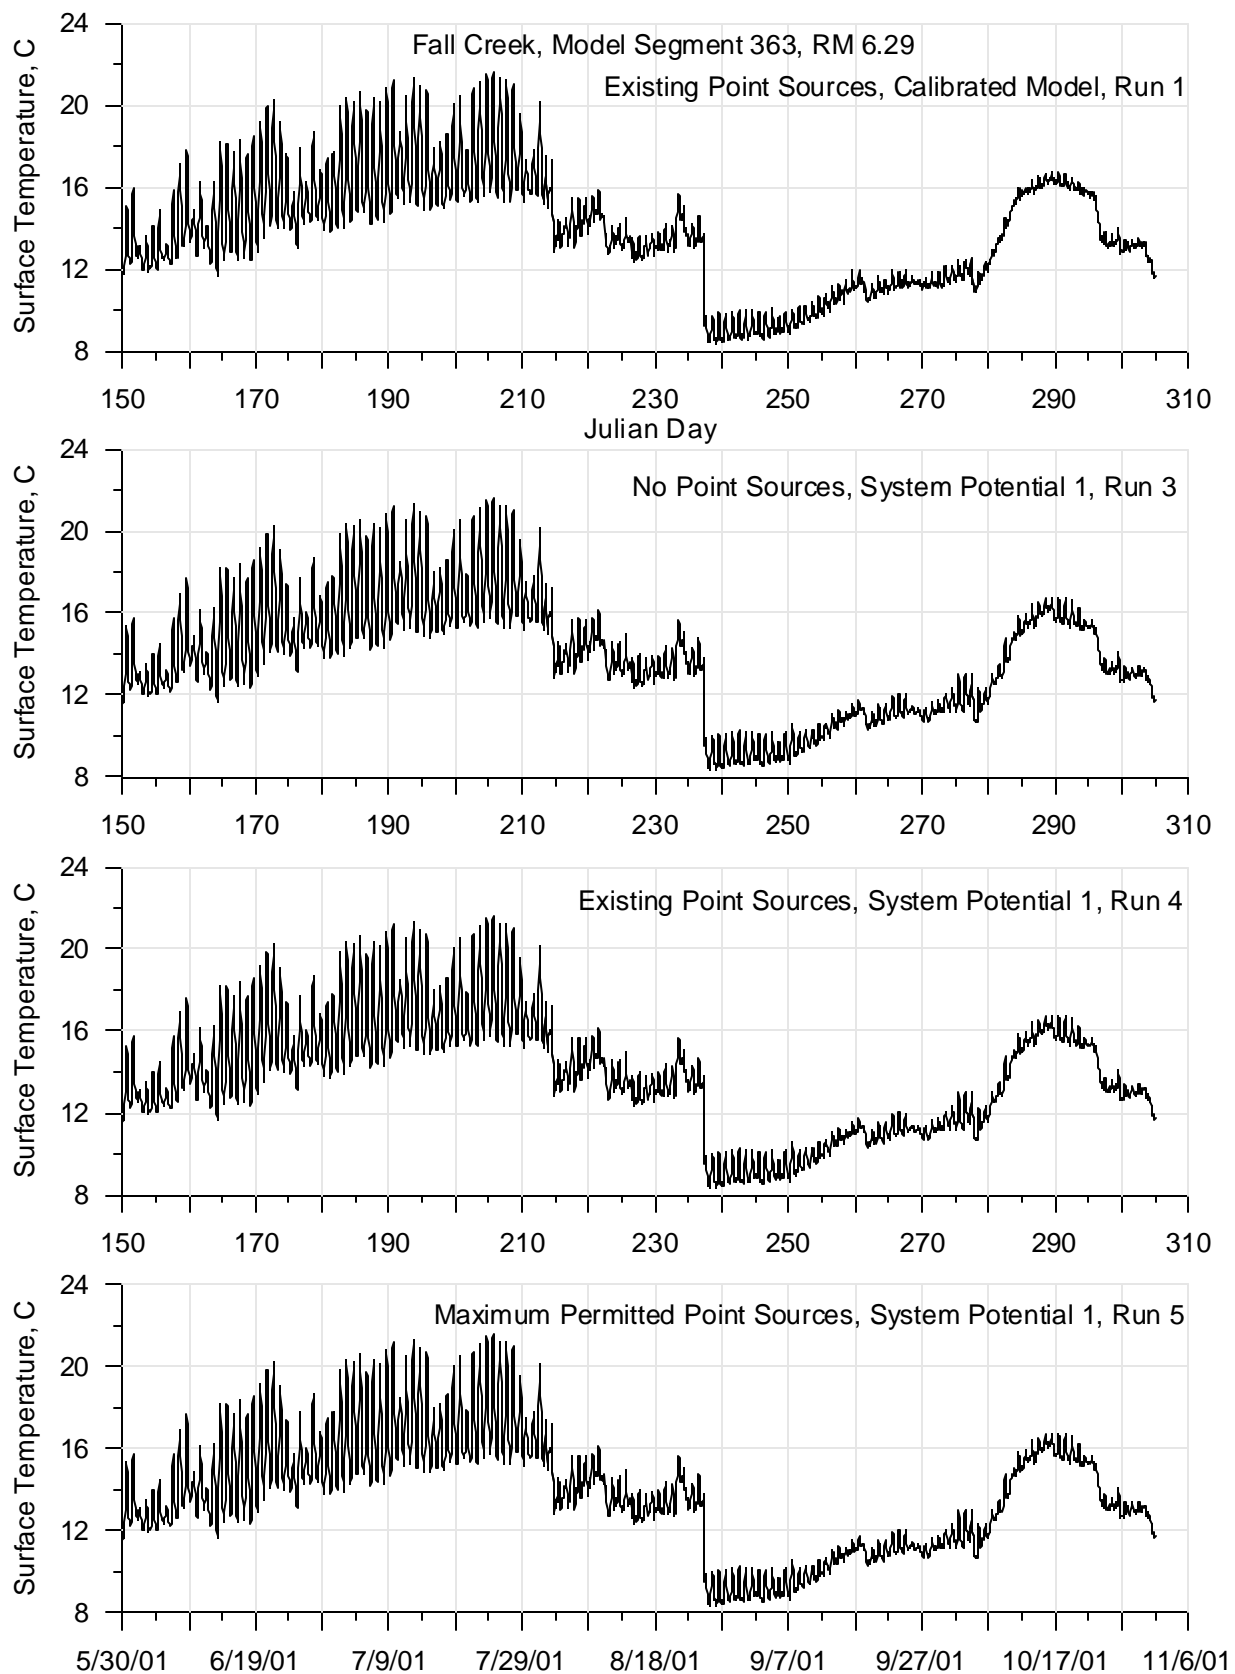 24
Fall Creek, Model Segment 363, RM 6.29
Existing Point Sources, Calibrated Model, Run 1
20
16
12
8
Surface Temperature, C
150 170 190 210 230 250 270 290 310
Julian Day
24
No Point Sources, System Potential 1, Run 3
20
16
12
8
Surface Temperature, C
150 170 190 210 230 250 270 290 310
24
Existing Point Sources, System Potential 1, Run 4
20
16
12
8
Surface Temperature, C
150 170 190 210 230 250 270 290 310
24
Maximum Permitted Point Sources, System Potential 1, Run 5
20
16
12
8
Surface Temperature, C
5/30/01 6/19/01 7/9/01 7/29/01 8/18/01 9/7/01 9/27/01 10/17/01 11/6/01